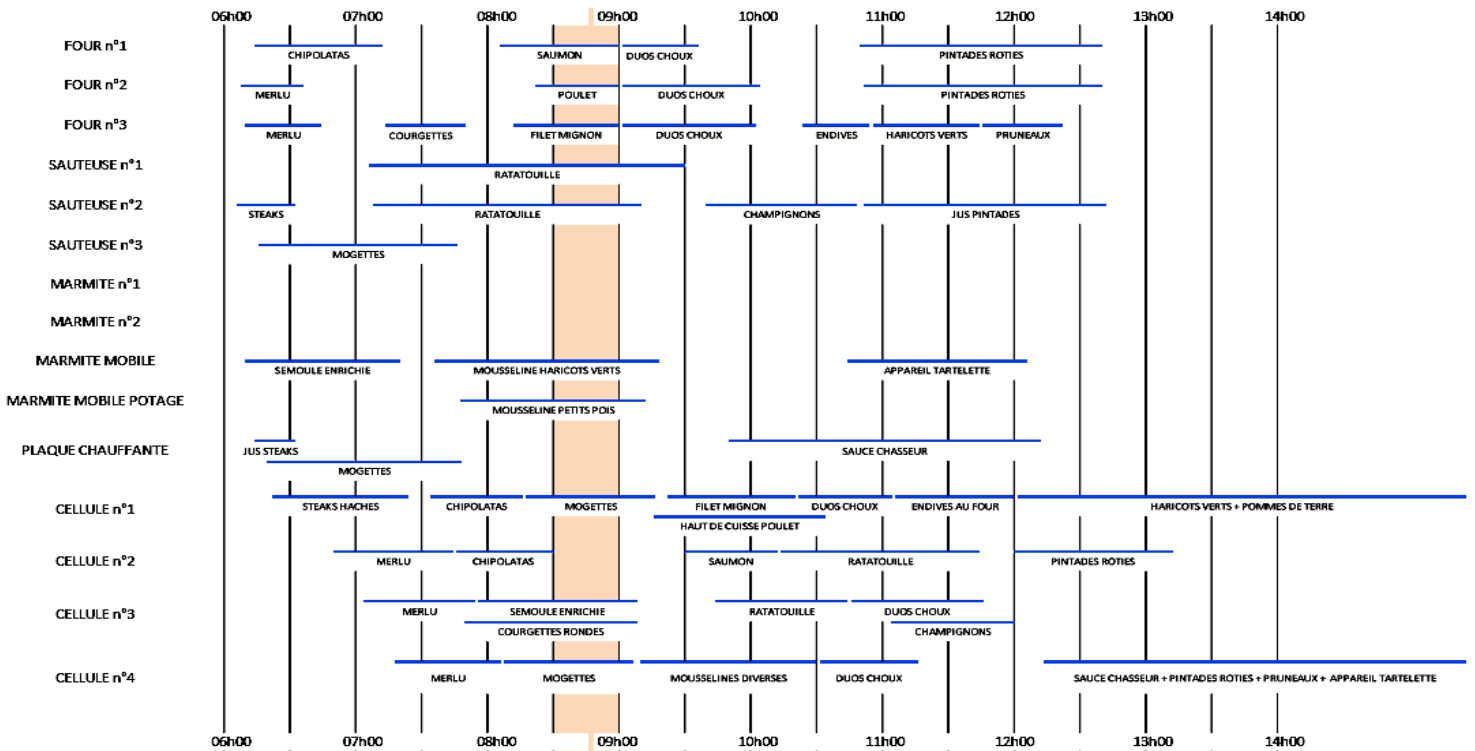 06h00 07h00 08h00 09h00 10h00 11h00 12h00 13h00 14h00
FOUR n°1
CHIPOLATAS SAUMON DUOS CHOUX PINTADES ROTIES
FOUR n°2
MERLU POULET DUOS CHOUX PINTADES ROTIES
FOUR n°3
MERLU COURGETTES FILET MIGNON DUOS CHOUX ENDIVES HARICOTS VERTS PRUNEAUX
SAUTEUSE n°1
RATATOUILLE
SAUTEUSE n°2
STEAKS RATATOUILLE CHAMPIGNONS JUS PINTADES
SAUTEUSE n°3
MOGETTES
MARMITE n°1
MARMITE n°2
MARMITE MOBILE
SEMOULE ENRICHIE MOUSSELINE HARICOTS VERTS APPAREIL TARTELETTE
MARMITE MOBILE POTAGE
MOUSSELINE PETITS POIS
PLAQUE CHAUFFANTE
JUS STEAKS SAUCE CHASSEUR
MOGETTES
CELLULE n°1
STEAKS HACHES CHIPOLATAS MOGETTES FILET MIGNON DUOS CHOUX ENDIVES AU FOUR HARICOTS VERTS + POMMES DE TERRE
HAUT DE CUISSE POULET
CELLULE n°2
MERLU CHIPOLATAS SAUMON RATATOUILLE PINTADES ROTIES
CELLULE n°3
MERLU SEMOULE ENRICHIE RATATOUILLE DUOS CHOUX
COURGETTES RONDES CHAMPIGNONS
CELLULE n°4
MERLU MOGETTES MOUSSELINES DIVERSES DUOS CHOUX SAUCE CHASSEUR + PINTADES ROTIES + PRUNEAUX + APPAREIL TARTELETTE
06h00 07h00 08h00 09h00 10h00 11h00 12h00 13h00 14h00